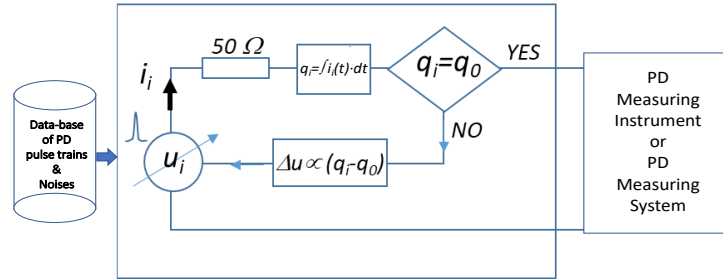 Data-base
of PD
pulse trains
&
Noises
i_i
u_i
50 Ω
q_i=∫i_i(t)·dt
q_i=q_0
YES
NO
Δu∝(q_i-q_0)
PD
Measuring
Instrument
or
PD
Measuring
System